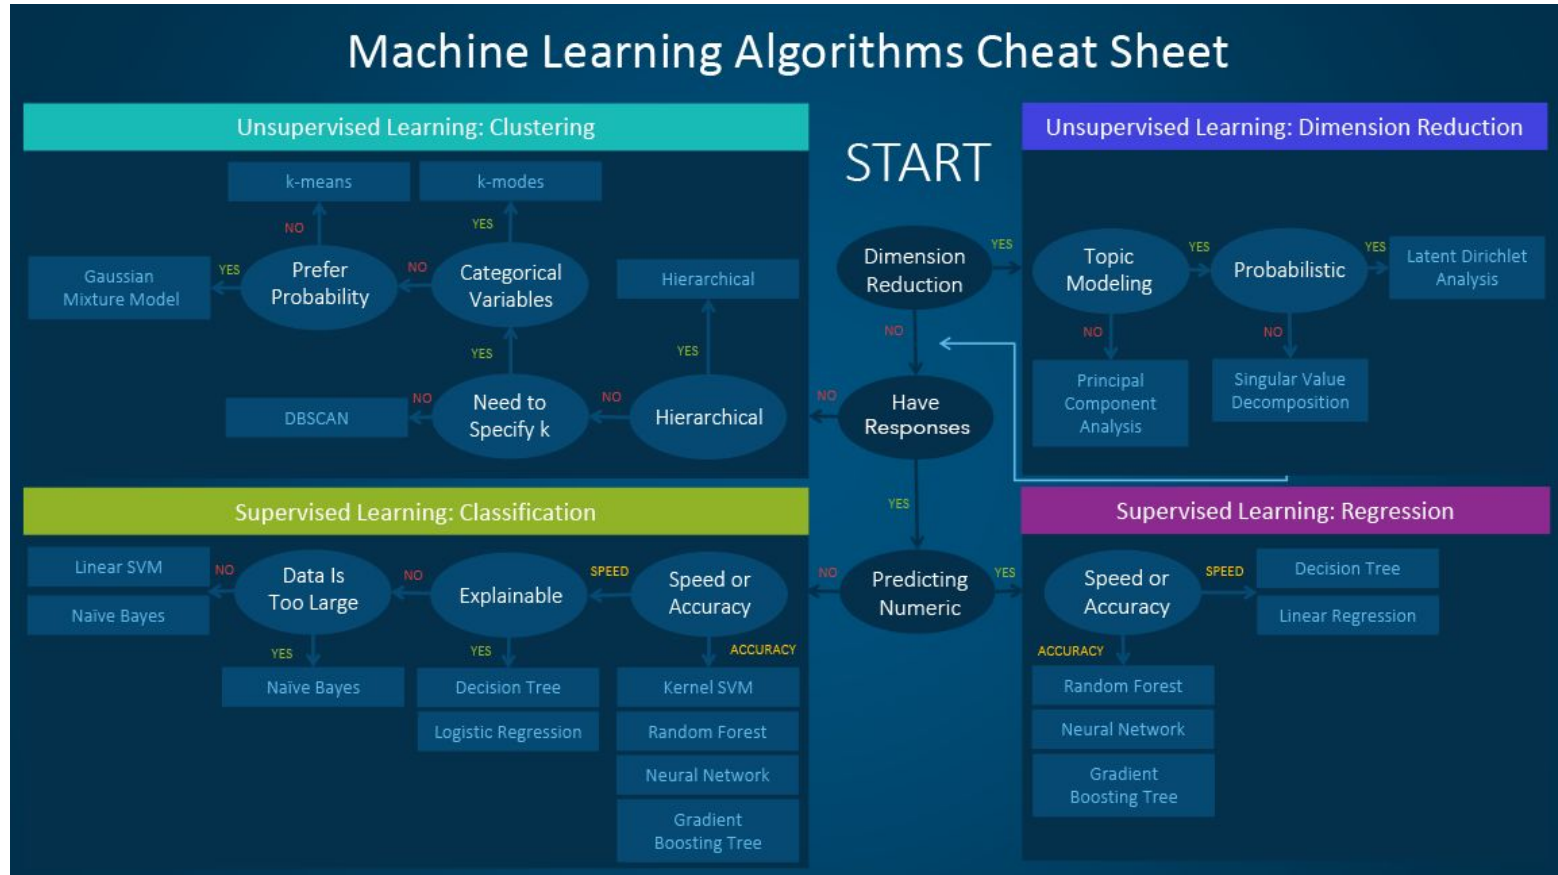 Machine Learning Algorithms Cheat Sheet
Unsupervised Learning: Clustering
k-means
k-modes
NO
YES
Gaussian
Mixture Model
YES
Prefer
Probability
NO
Categorical
Variables
Hierarchical
YES
YES
DBSCAN
NO
Need to
Specify k
NO
Hierarchical
START
Dimension
Reduction
YES
NO
NO
Have
Responses
YES
NO
Predicting
Numeric
YES
Unsupervised Learning: Dimension Reduction
Topic
Modeling
YES
Probabilistic
YES
Latent Dirichlet
Analysis
NO
NO
Principal
Component
Analysis
Singular Value
Decomposition
Supervised Learning: Classification
Linear SVM
Naïve Bayes
NO
Data Is
Too Large
NO
Explainable
SPEED
Speed or
Accuracy
YES
YES
ACCURACY
Naïve Bayes
Decision Tree
Logistic Regression
Kernel SVM
Random Forest
Neural Network
Gradient
Boosting Tree
Supervised Learning: Regression
Speed or
Accuracy
SPEED
Decision Tree
Linear Regression
ACCURACY
Random Forest
Neural Network
Gradient
Boosting Tree